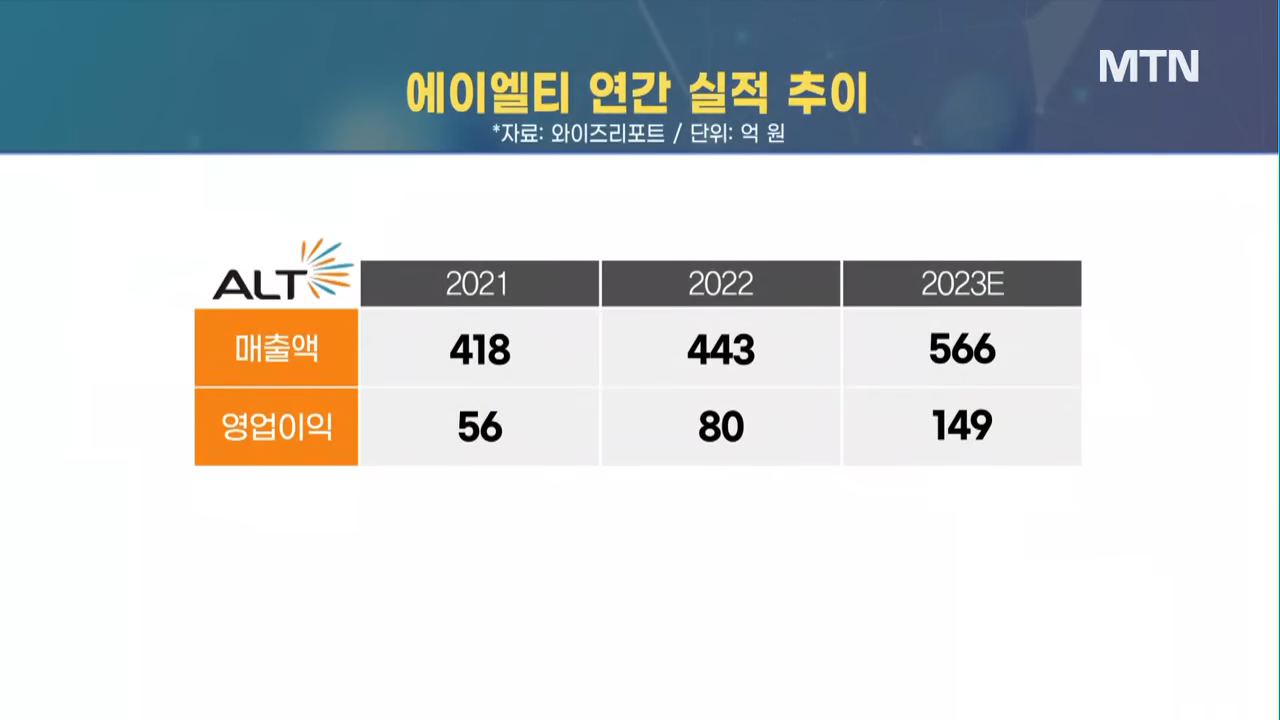 MTN
에이엘티 연간 실적 추이
*자료: 와이즈리포트 / 단위: 억 원
ALT 2021 2022 2023E
매출액 418 443 566
영업이익 56 80 149